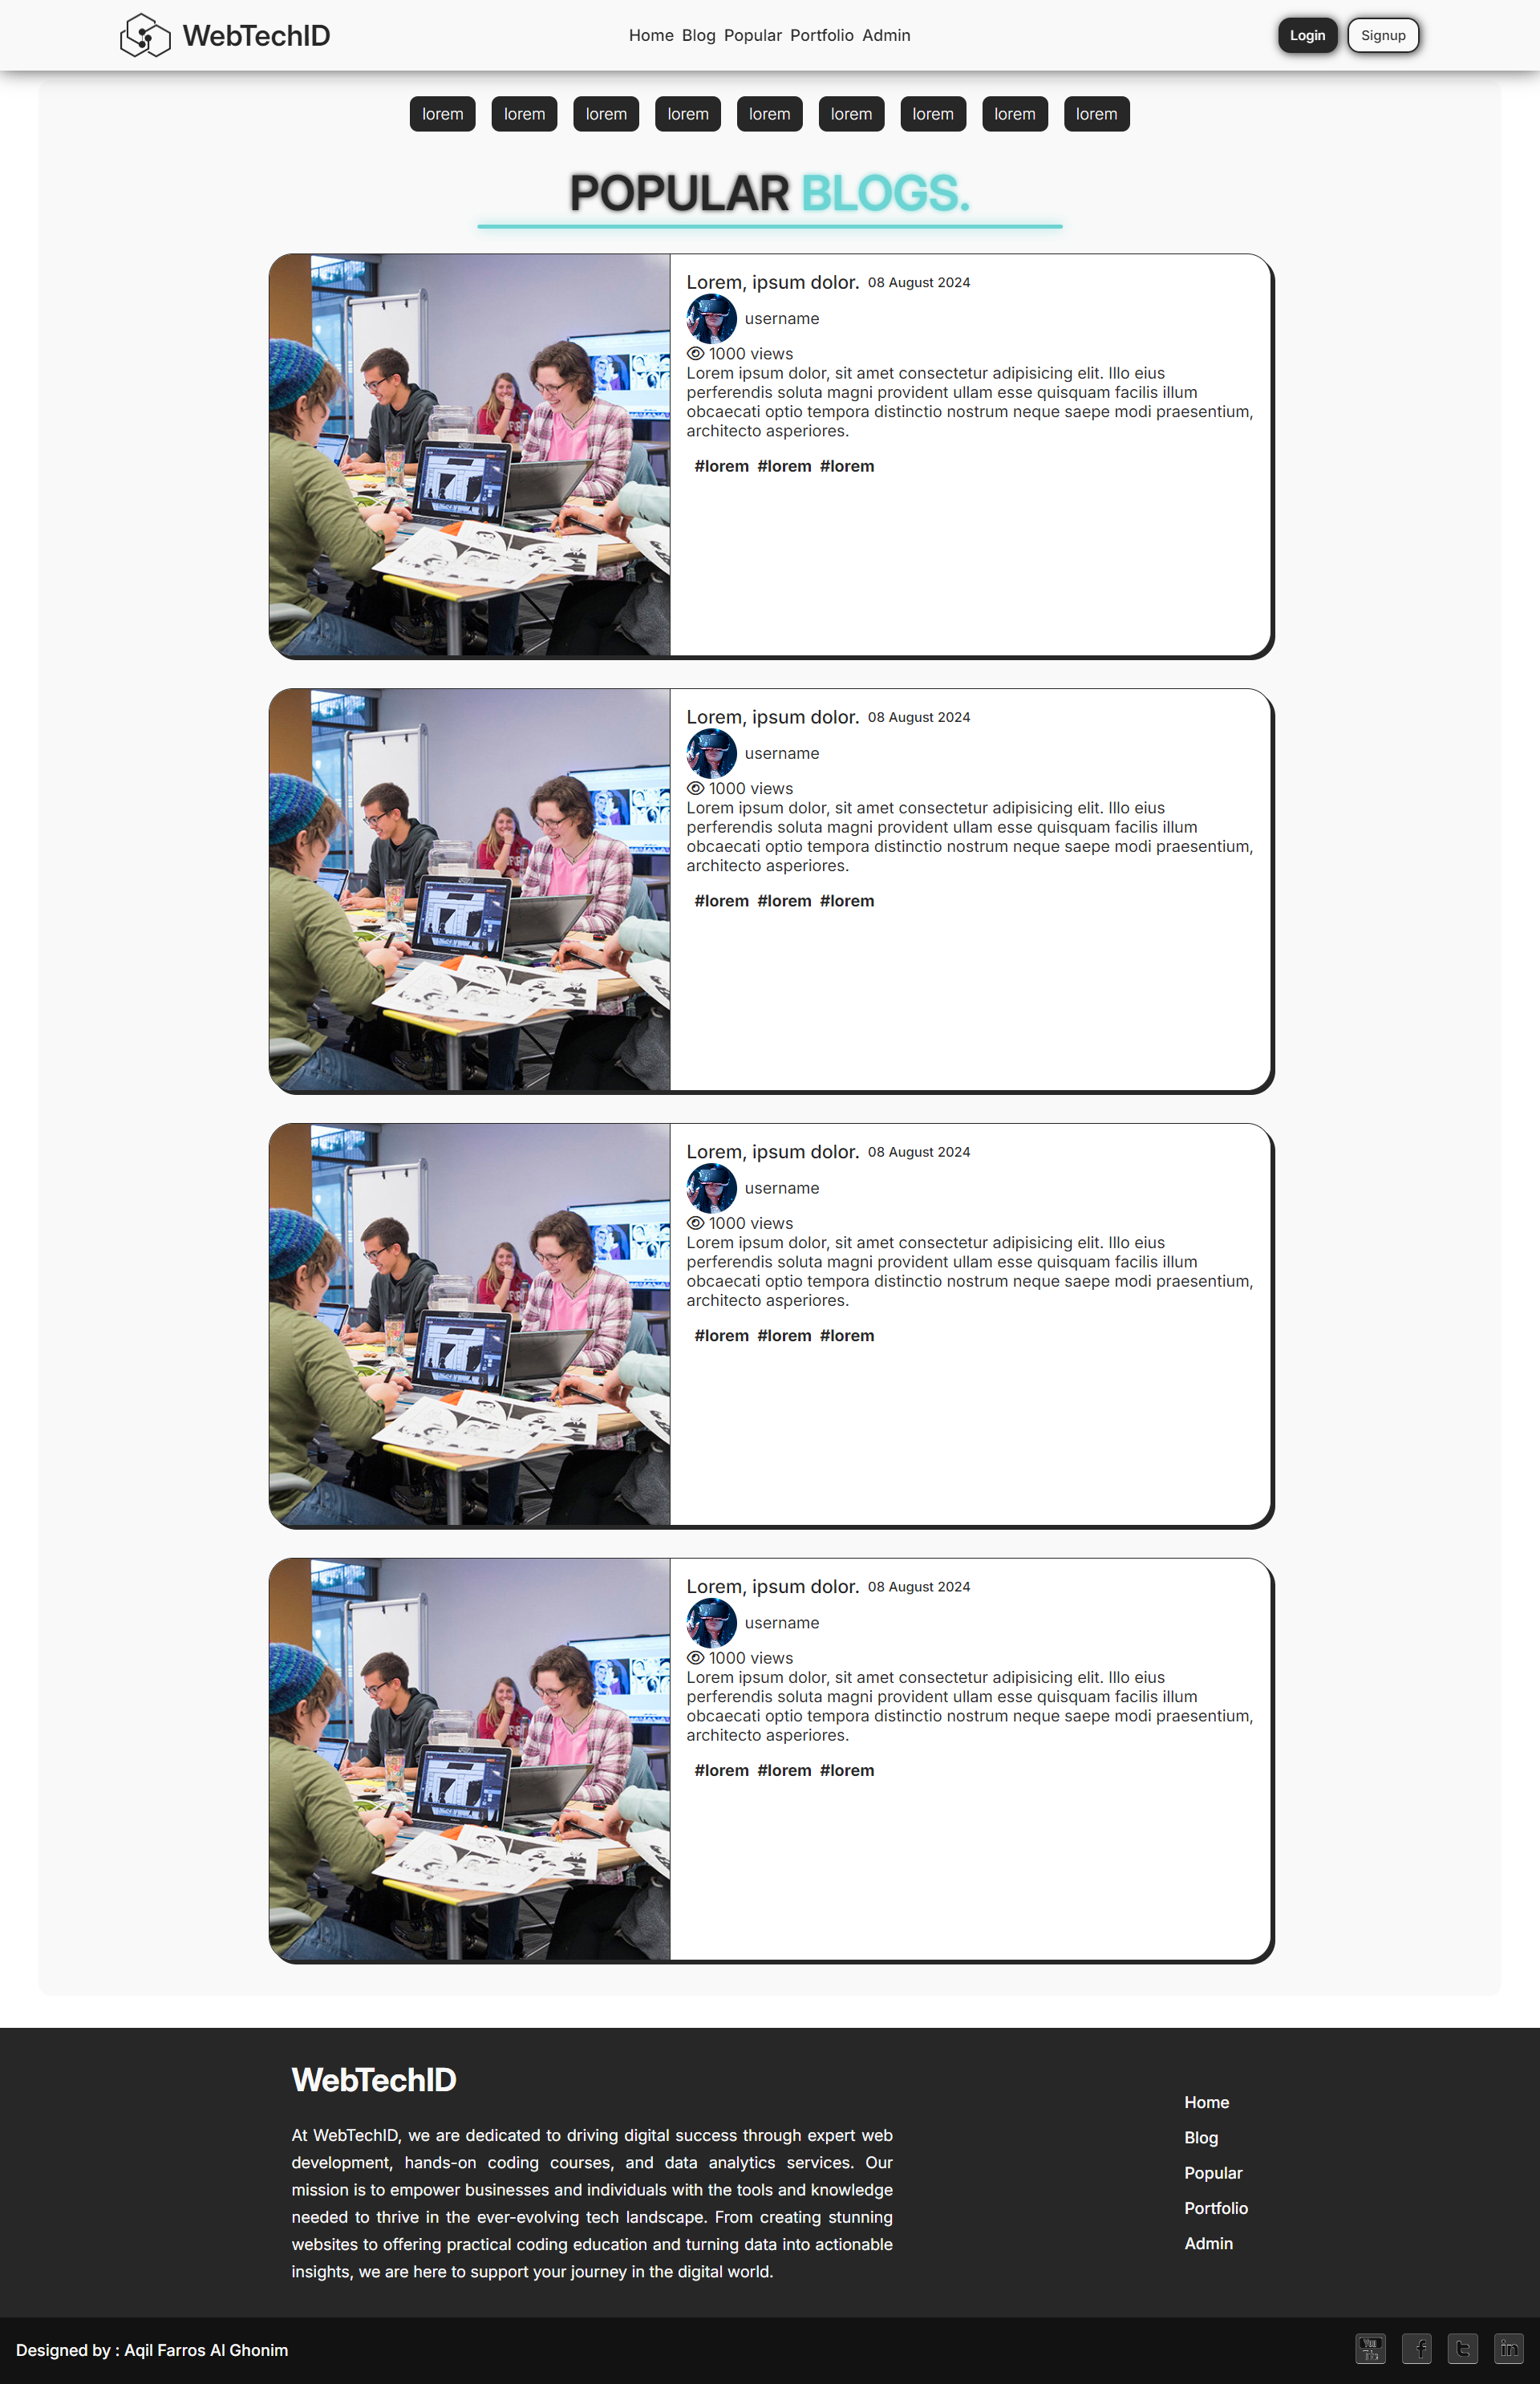 WebTechID
Home Blog Popular Portfolio Admin
Login Signup
lorem lorem lorem lorem lorem lorem lorem lorem lorem
POPULAR BLOGS.
Lorem, ipsum dolor. 08 August 2024
username
1000 views
Lorem ipsum dolor, sit amet consectetur adipisicing elit. Illo eius
perferendis soluta magni provident ullam esse quisquam facilis illum
obcaecati optio tempora distinctio nostrum neque saepe modi praesentium,
architecto asperiores.
#lorem #lorem #lorem
Lorem, ipsum dolor. 08 August 2024
username
1000 views
Lorem ipsum dolor, sit amet consectetur adipisicing elit. Illo eius
perferendis soluta magni provident ullam esse quisquam facilis illum
obcaecati optio tempora distinctio nostrum neque saepe modi praesentium,
architecto asperiores.
#lorem #lorem #lorem
Lorem, ipsum dolor. 08 August 2024
username
1000 views
Lorem ipsum dolor, sit amet consectetur adipisicing elit. Illo eius
perferendis soluta magni provident ullam esse quisquam facilis illum
obcaecati optio tempora distinctio nostrum neque saepe modi praesentium,
architecto asperiores.
#lorem #lorem #lorem
Lorem, ipsum dolor. 08 August 2024
username
1000 views
Lorem ipsum dolor, sit amet consectetur adipisicing elit. Illo eius
perferendis soluta magni provident ullam esse quisquam facilis illum
obcaecati optio tempora distinctio nostrum neque saepe modi praesentium,
architecto asperiores.
#lorem #lorem #lorem
WebTechID
At WebTechID, we are dedicated to driving digital success through expert web
development, hands-on coding courses, and data analytics services. Our
mission is to empower businesses and individuals with the tools and knowledge
needed to thrive in the ever-evolving tech landscape. From creating stunning
websites to offering practical coding education and turning data into actionable
insights, we are here to support your journey in the digital world.
Home
Blog
Popular
Portfolio
Admin
Designed by : Aqil Farros Al Ghonim
You Tube f t in